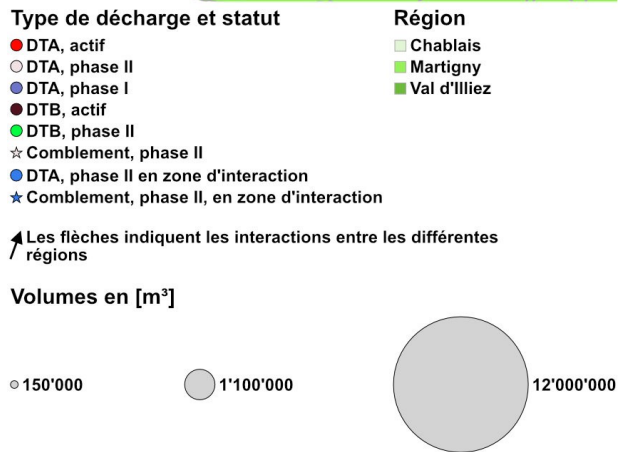 Type de décharge et statut
DTA, actif
DTA, phase II
DTA, phase I
DTB, actif
DTB, phase II
Comblement, phase II
DTA, phase II en zone d'interaction
Comblement, phase II, en zone d'interaction
Région
Chablais
Martigny
Val d'Illiez
Les flèches indiquent les interactions entre les différentes
régions
Volumes en [m³]
150'000
1'100'000
12'000'000